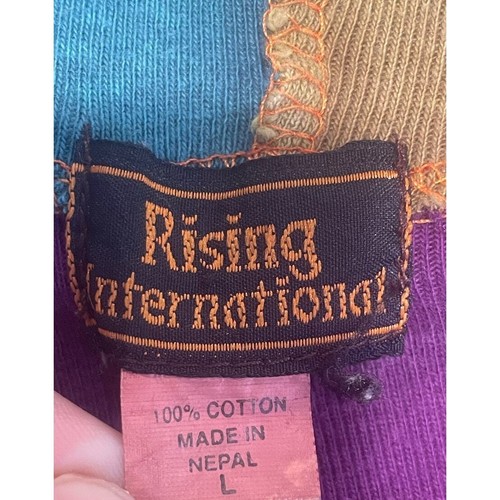 Rising
International
100% COTTON
MADE IN
NEPAL
L